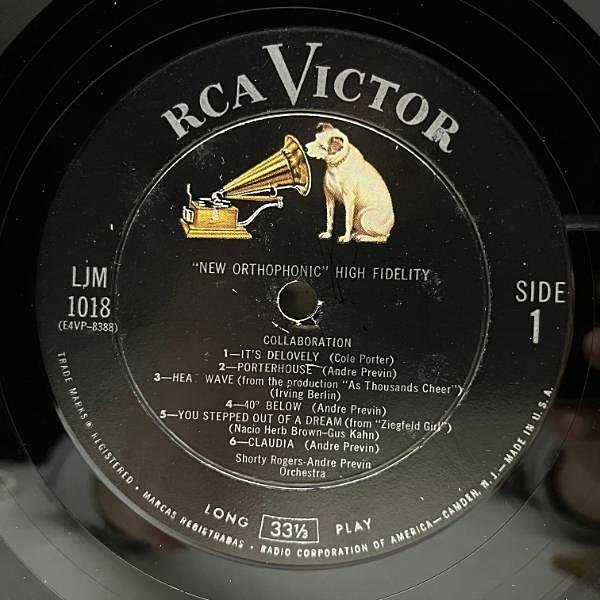 RCA VICTOR
"NEW ORTHOPHONIC" HIGH FIDELITY
LJM
1018
(E4VP-8388)
SIDE
1
COLLABORATION
1—IT'S DELOVELY (Cole Porter)
2—PORTERHOUSE (Andre Previn)
3—HEA WAVE (from the production "As Thousands Cheer")
(Irving Berlin)
4—40° BELOW (Andre Previn)
5—YOU STEPPED OUT OF A DREAM (from "Ziegfeld Girl")
(Nacio Herb Brown-Gus Kahn)
6—CLAUDIA (Andre Previn)
Shorty Rogers-Andre Previn
Orchestra
LONG 33⅓ PLAY
TRADE MARKS ® REGISTERED • MARCAS REGISTRADAS • RADIO CORPORATION OF AMERICA—CAMDEN, N.J.—MADE IN U.S.A.